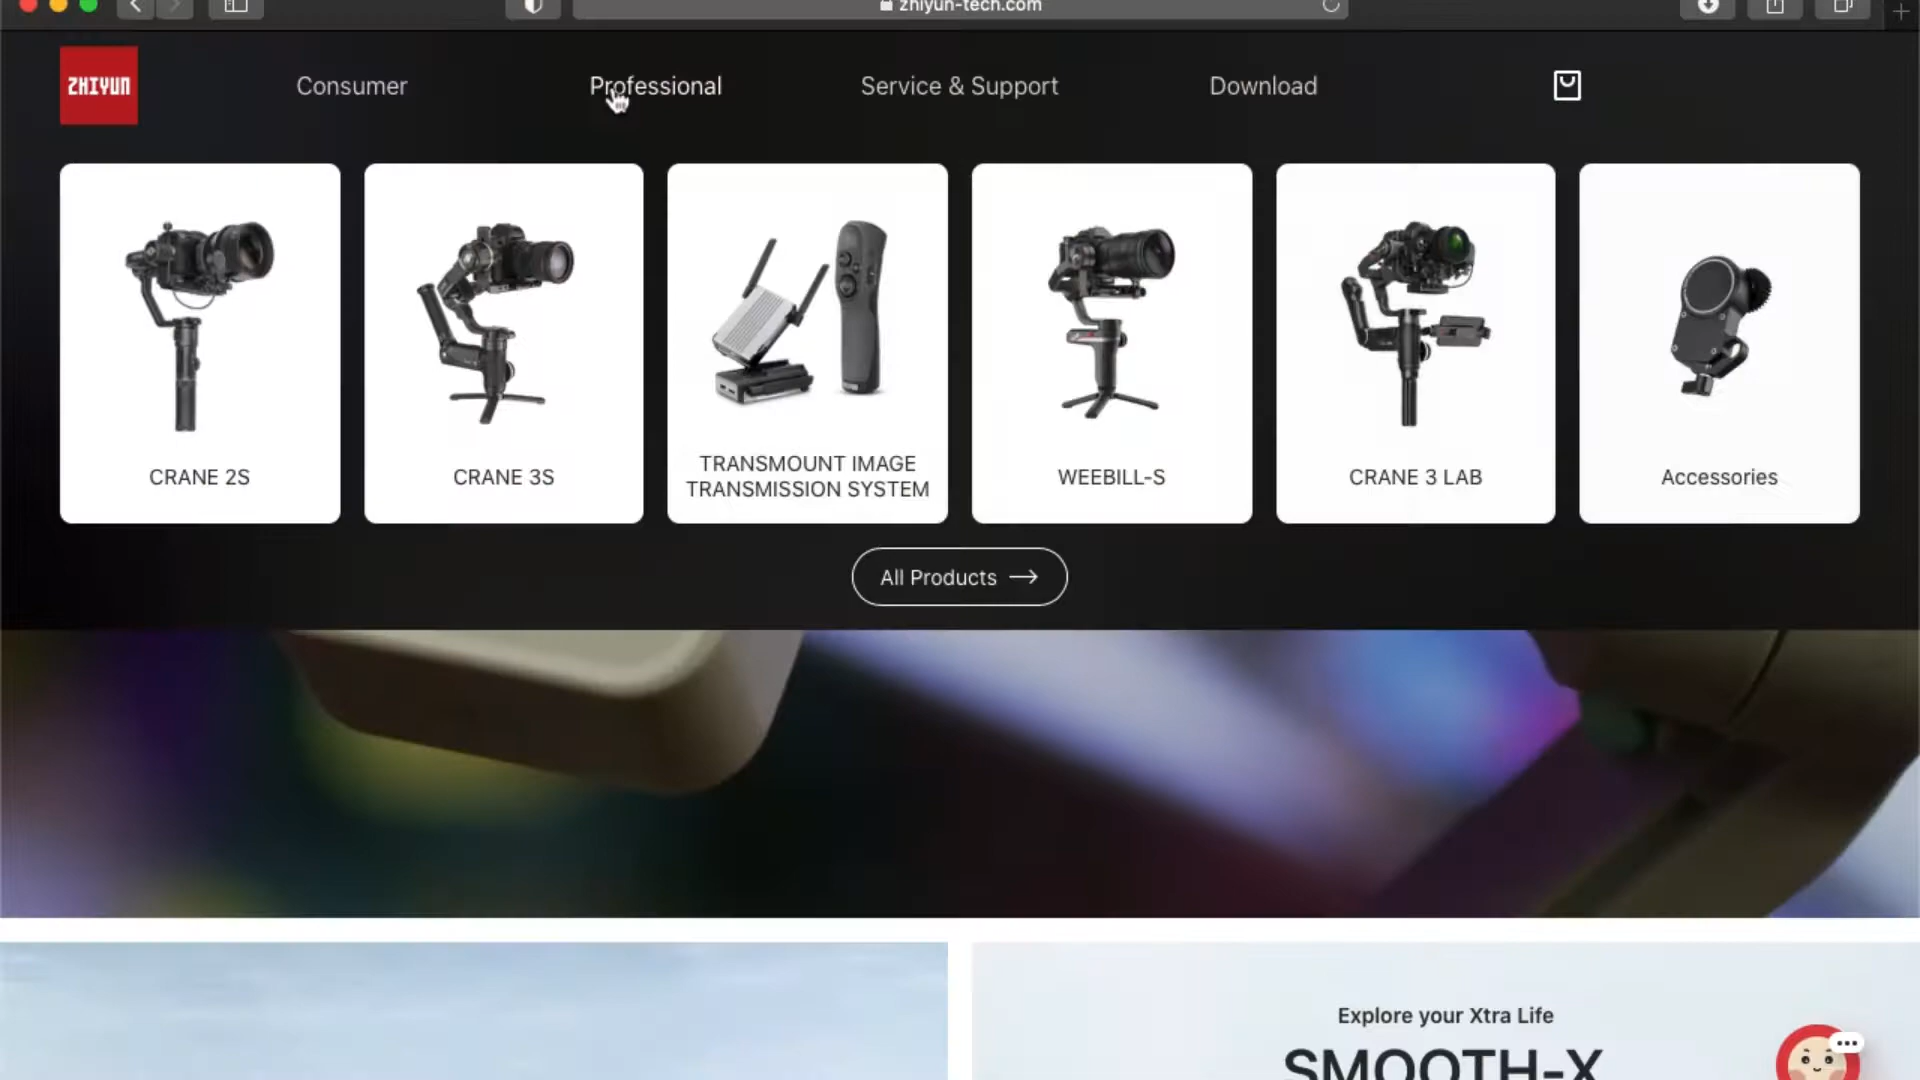 zhiyun-tech.com
ZHIYUN
Consumer
Professional
Service & Support
Download
CRANE 2S
CRANE 3S
TRANSMOUNT IMAGE
TRANSMISSION SYSTEM
WEEBILL-S
CRANE 3 LAB
Accessories
All Products
Explore your Xtra Life
SMOOTH-X